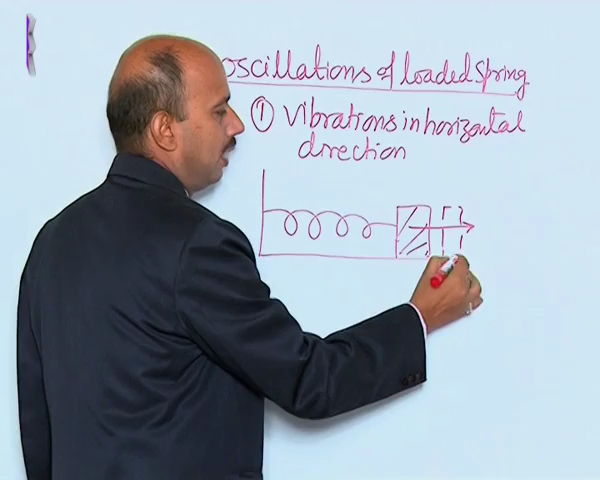 oscillations of loaded spring
① Vibrations in horizontal
direction